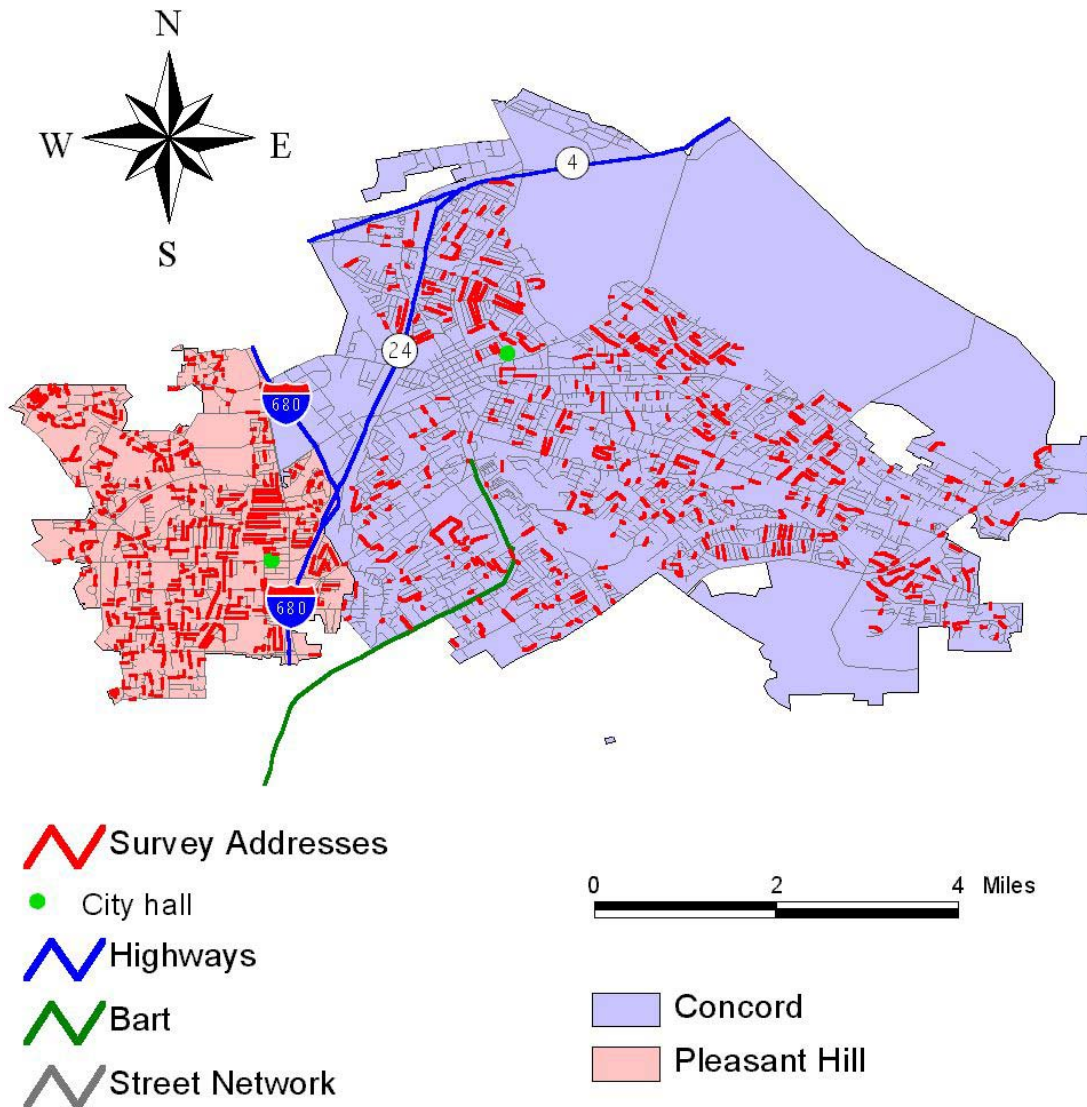 N
W E
S
4
24
680
680
Survey Addresses
City hall
Highways
Bart
Street Network
0 2 4 Miles
Concord
Pleasant Hill